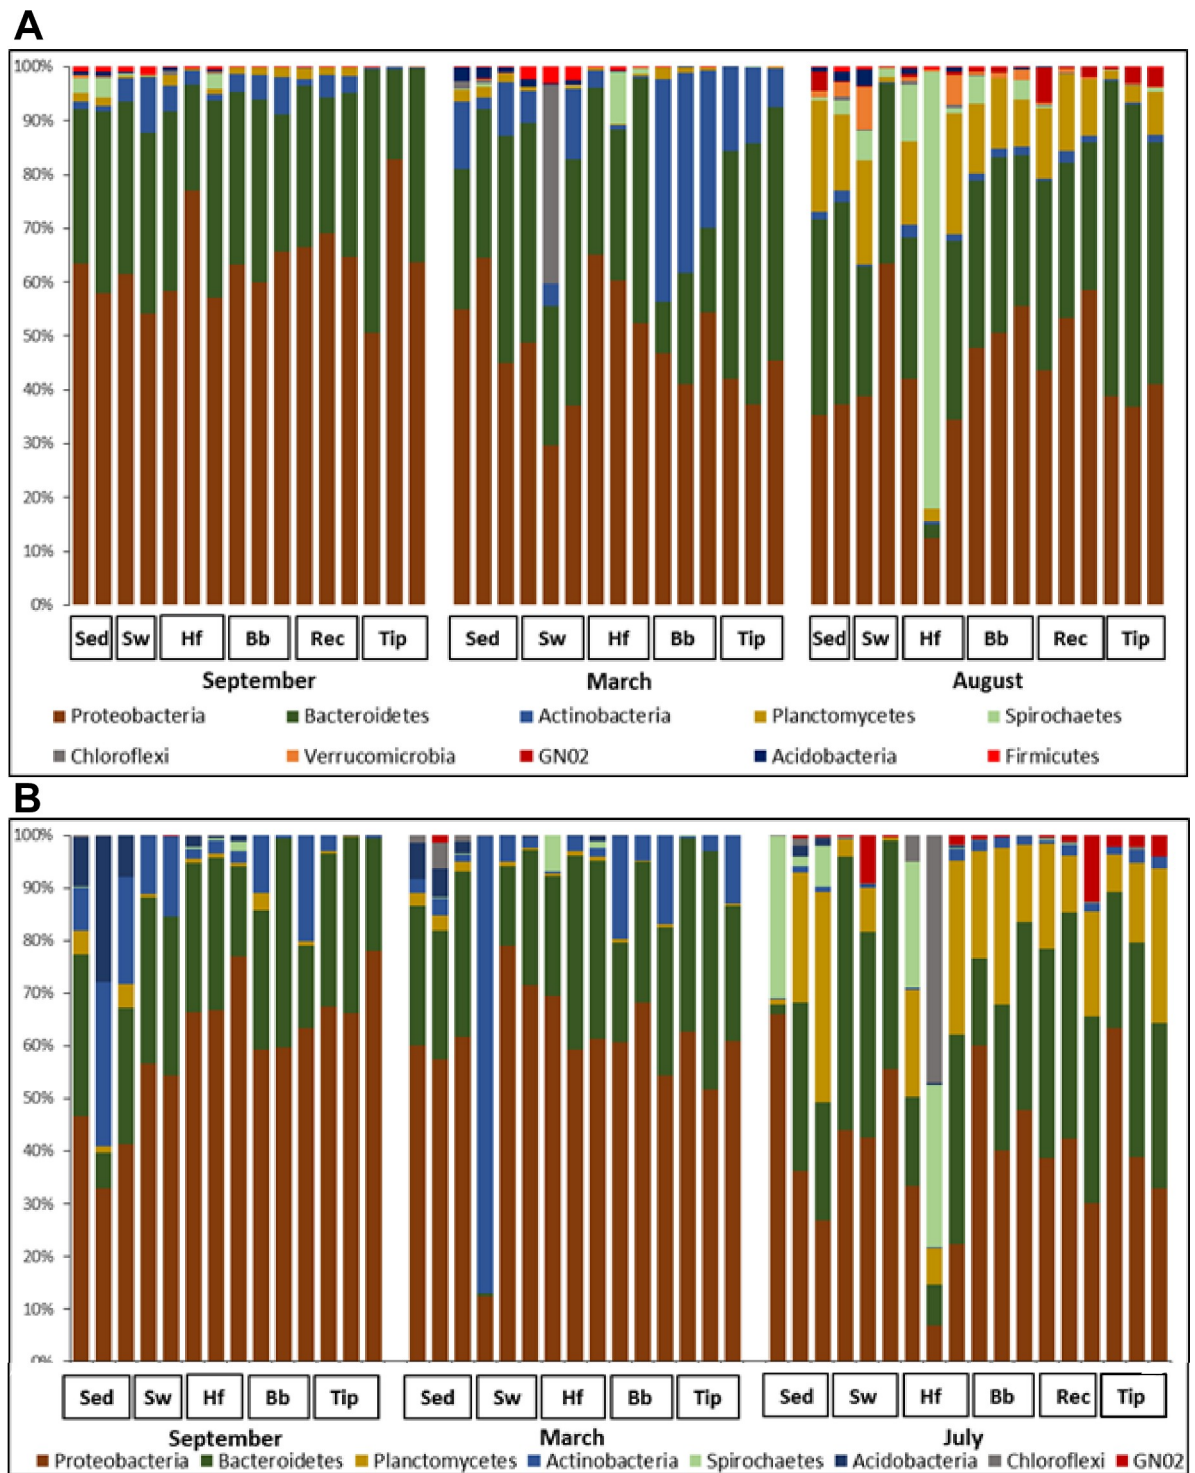 A
100%
90%
80%
70%
60%
50%
40%
30%
20%
10%
0%
Sed Sw Hf Bb Rec Tip Sed Sw Hf Bb Tip Sed Sw Hf Bb Rec Tip
September March August
Proteobacteria Bacteroidetes Actinobacteria Planctomycetes Spirochaetes
Chloroflexi Verrucomicrobia GN02 Acidobacteria Firmicutes
B
100%
90%
80%
70%
60%
50%
40%
30%
20%
10%
0%
Sed Sw Hf Bb Tip Sed Sw Hf Bb Tip Sed Sw Hf Bb Rec Tip
September March July
Proteobacteria Bacteroidetes Planctomycetes Actinobacteria Spirochaetes Acidobacteria Chloroflexi GN02